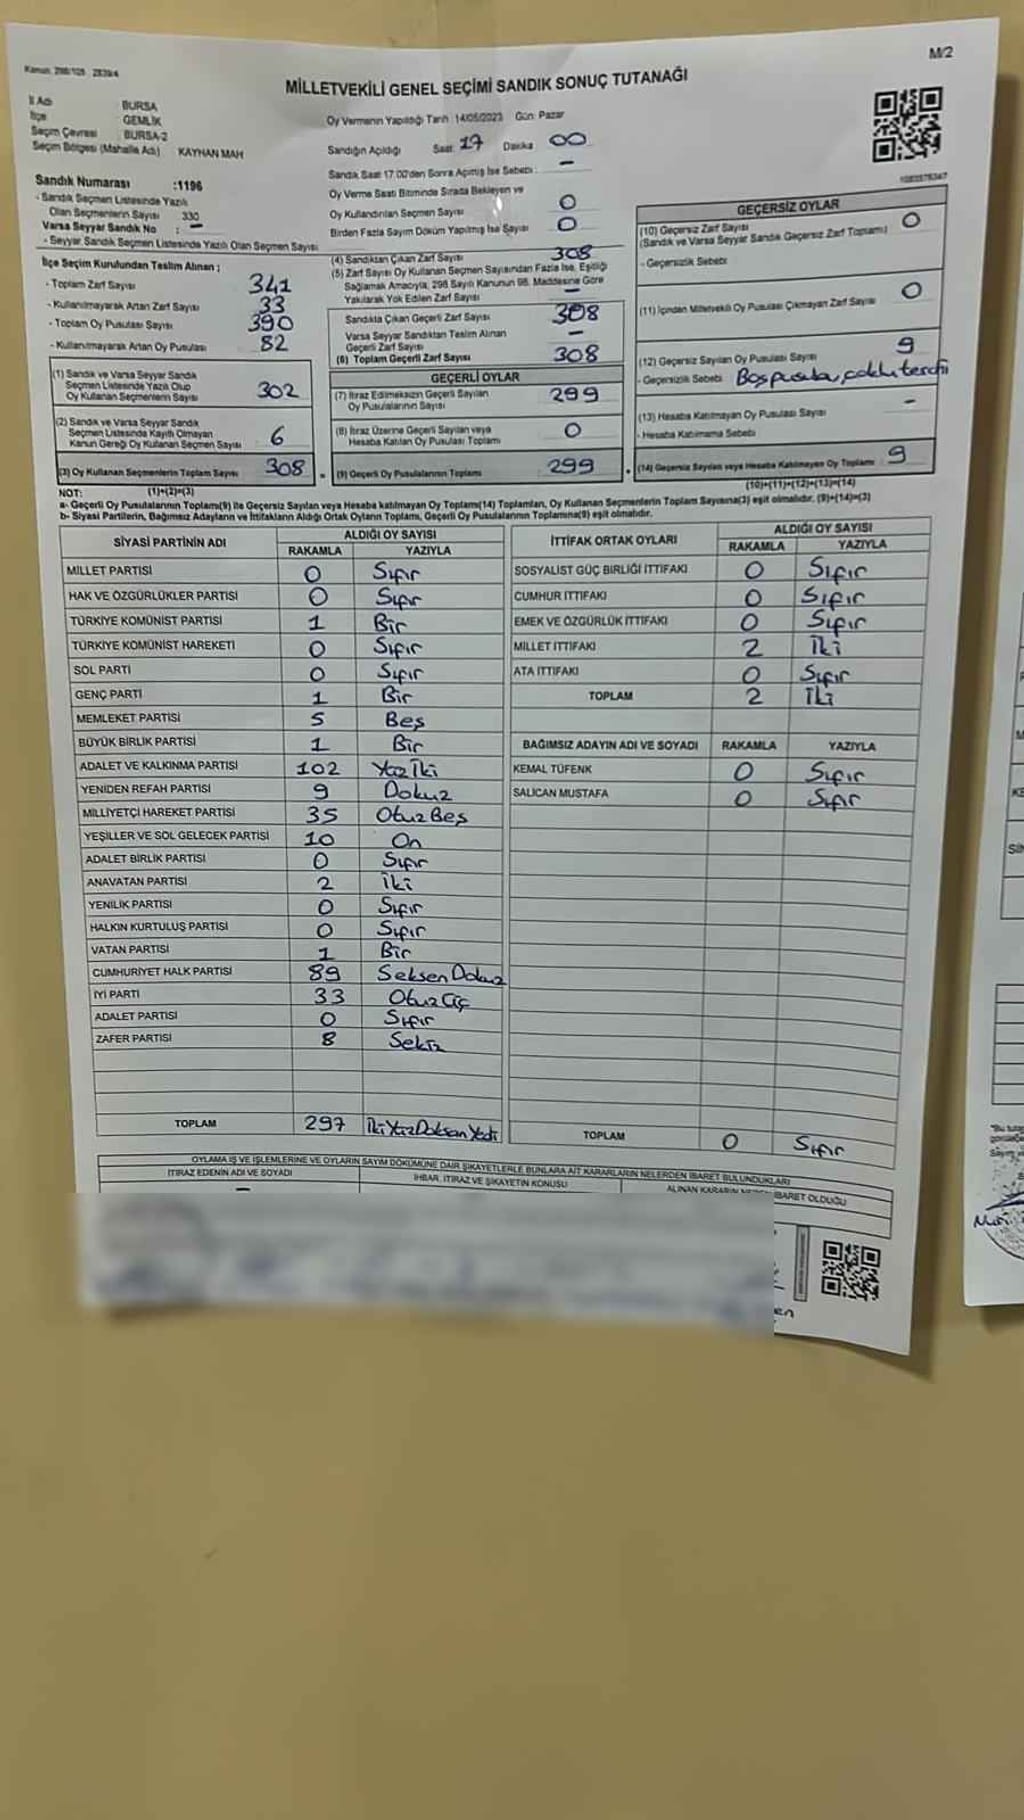 M/2
Kanun: 298/105 2839/4
MİLLETVEKİLİ GENEL SEÇİMİ SANDIK SONUÇ TUTANAĞI
İl Adı : BURSA
İlçe : GEMLİK
Seçim Çevresi : BURSA-2
Seçim Bölgesi (Mahalle Adı) KAYHAN MAH
Sandık Numarası :1196
- Sandık Seçmen Listesinde Yazılı
Olan Seçmenlerin Sayısı 330
Varsa Seyyar Sandık No : -
- Seyyar Sandık Seçmen Listesinde Yazılı Olan Seçmen Sayısı
Oy Vermenin Yapıldığı Tarih 14/05/2023 Gün: Pazar
Sandığın Açıldığı Saat: 17 Dakika 00
Sandık Saat 17.00'den Sonra Açılmış İse Sebebi : -
Oy Verme Saati Bitiminde Sırada Bekleyen ve
Oy Kullandırılan Seçmen Sayısı 0
Birden Fazla Sayım Döküm Yapılmış İse Sayısı 0
İlçe Seçim Kurulundan Teslim Alınan ;
- Toplam Zarf Sayısı 341
- Kullanılmayarak Artan Zarf Sayısı 33
- Toplam Oy Pusulası Sayısı 390
- Kullanılmayarak Artan Oy Pusulası 82
(1) Sandık ve Varsa Seyyar Sandık
Seçmen Listesinde Yazılı Olup
Oy Kullanan Seçmenlerin Sayısı 302
(2) Sandık ve Varsa Seyyar Sandık
Seçmen Listesinde Kayıtlı Olmayan
Kanun Gereği Oy Kullanan Seçmen Sayısı 6
(3) Oy Kullanan Seçmenlerin Toplam Sayısı 308
(1)+(2)=(3)
(4) Sandıktan Çıkan Zarf Sayısı 308
(5) Zarf Sayısı Oy Kullanan Seçmen Sayısından Fazla İse, Eşitliği
Sağlamak Amacıyla, 298 Sayılı Kanunun 98. Maddesine Göre
Yakılarak Yok Edilen Zarf Sayısı -
Sandıkta Çıkan Geçerli Zarf Sayısı 308
Varsa Seyyar Sandıktan Teslim Alınan
Geçerli Zarf Sayısı -
(6) Toplam Geçerli Zarf Sayısı 308
GEÇERLİ OYLAR
(7) İtiraz Edilmeksizin Geçerli Sayılan
Oy Pusulalarının Sayısı 299
(8) İtiraz Üzerine Geçerli Sayılan veya
Hesaba Katılan Oy Pusulası Toplamı 0
(9) Geçerli Oy Pusulalarının Toplamı 299
GEÇERSİZ OYLAR
(10) Geçersiz Zarf Sayısı
(Sandık ve Varsa Seyyar Sandık Geçersiz Zarf Toplamı) 0
- Geçersizlik Sebebi
(11) İçinden Milletvekili Oy Pusulası Çıkmayan Zarf Sayısı 0
(12) Geçersiz Sayılan Oy Pusulası Sayısı 9
- Geçersizlik Sebebi Boş pusula, çoklu tercih
(13) Hesaba Katılmayan Oy Pusulası Sayısı -
- Hesaba Katılmama Sebebi
(14) Geçersiz Sayılan veya Hesaba Katılmayan Oy Toplamı 9
(10)+(11)+(12)+(13)=(14)
NOT:
a- Geçerli Oy Pusulaların Toplamı(9) ile Geçersiz Sayılan veya Hesaba katılmayan Oy Toplamı(14) Toplamları, Oy Kullanan Seçmenlerin Toplam Sayısına(3) eşit olmalıdır. (9)+(14)=(3)
b- Siyasi Partilerin, Bağımsız Adayların ve İttifakların Aldığı Ortak Oyların Toplamı, Geçerli Oy Pusulalarının Toplamına(9) eşit olmalıdır.
SİYASİ PARTİNİN ADI ALDIĞI OY SAYISI
RAKAMLA YAZIYLA
MİLLET PARTİSİ 0 Sıfır
HAK VE ÖZGÜRLÜKLER PARTİSİ 0 Sıfır
TÜRKİYE KOMÜNİST PARTİSİ 1 Bir
TÜRKİYE KOMÜNİST HAREKETİ 0 Sıfır
SOL PARTİ 0 Sıfır
GENÇ PARTİ 1 Bir
MEMLEKET PARTİSİ 5 Beş
BÜYÜK BİRLİK PARTİSİ 1 Bir
ADALET VE KALKINMA PARTİSİ 102 Yüz İki
YENİDEN REFAH PARTİSİ 9 Dokuz
MİLLİYETÇİ HAREKET PARTİSİ 35 Otuz Beş
YEŞİLLER VE SOL GELECEK PARTİSİ 10 On
ADALET BİRLİK PARTİSİ 0 Sıfır
ANAVATAN PARTİSİ 2 İki
YENİLİK PARTİSİ 0 Sıfır
HALKIN KURTULUŞ PARTİSİ 0 Sıfır
VATAN PARTİSİ 1 Bir
CUMHURİYET HALK PARTİSİ 89 Seksen Dokuz
İYİ PARTİ 33 Otuz Üç
ADALET PARTİSİ 0 Sıfır
ZAFER PARTİSİ 8 Sekiz
TOPLAM 297 İki Yüz Doksan Yedi
İTTİFAK ORTAK OYLARI ALDIĞI OY SAYISI
RAKAMLA YAZIYLA
SOSYALİST GÜÇ BİRLİĞİ İTTİFAKI 0 Sıfır
CUMHUR İTTİFAKI 0 Sıfır
EMEK VE ÖZGÜRLÜK İTTİFAKI 0 Sıfır
MİLLET İTTİFAKI 2 İki
ATA İTTİFAKI 0 Sıfır
TOPLAM 2 İki
BAĞIMSIZ ADAYIN ADI VE SOYADI RAKAMLA YAZIYLA
KEMAL TÜFENK 0 Sıfır
SALİCAN MUSTAFA 0 Sıfır
TOPLAM 0 Sıfır
OYLAMA İŞ VE İŞLEMLERİNE VE OYLARIN SAYIM DÖKÜMÜNE DAİR ŞİKAYETLERLE BUNLARA AİT KARARLARIN NELERDEN İBARET BULUNDUKLARI
İTİRAZ EDENİN ADI VE SOYADI İHBAR, İTİRAZ VE ŞİKAYETİN KONUSU ALINAN KARARIN İBARET OLDUĞU
-